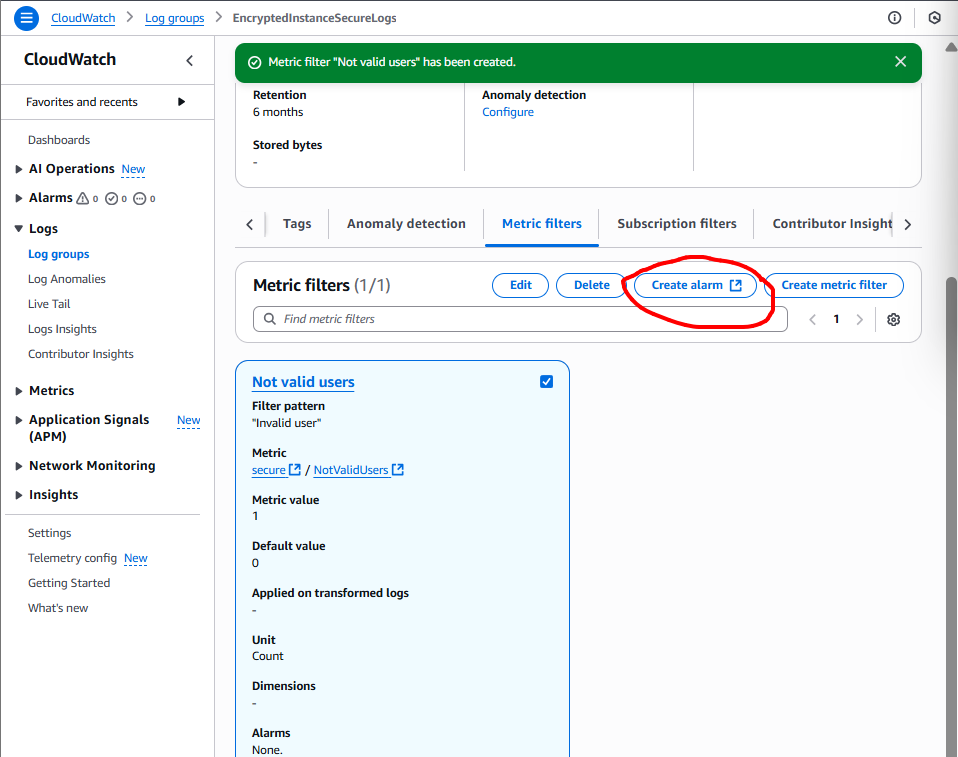 CloudWatch > Log groups > EncryptedInstanceSecureLogs
CloudWatch
Favorites and recents
Dashboards
AI Operations New
Alarms 0 0 0
Logs
Log groups
Log Anomalies
Live Tail
Logs Insights
Contributor Insights
Metrics
Application Signals (APM) New
Network Monitoring
Insights
Settings
Telemetry config New
Getting Started
What's new
Metric filter "Not valid users" has been created.
Retention
6 months
Stored bytes
-
Anomaly detection
Configure
Tags Anomaly detection Metric filters Subscription filters Contributor Insight
Metric filters (1/1) Edit Delete Create alarm Create metric filter
Find metric filters 1
Not valid users
Filter pattern
"Invalid user"
Metric
secure / NotValidUsers
Metric value
1
Default value
0
Applied on transformed logs
-
Unit
Count
Dimensions
-
Alarms
None.